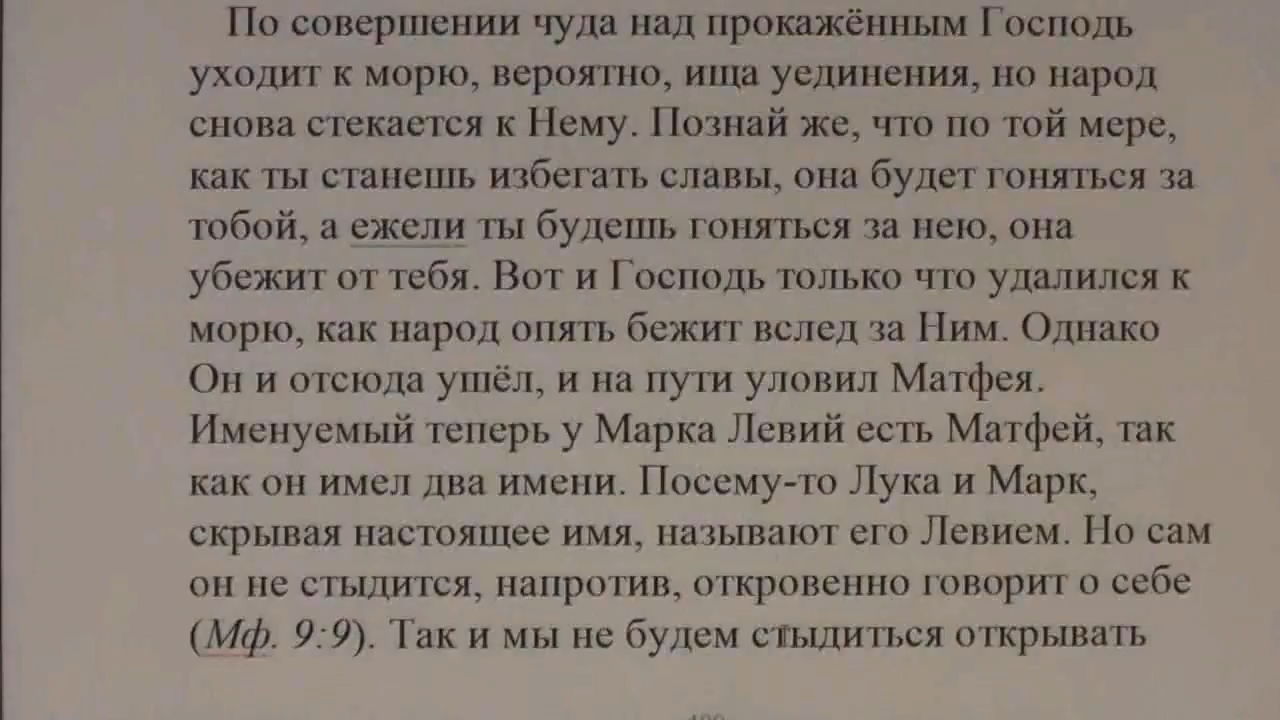 По совершении чуда над прокажённым Господь
уходит к морю, вероятно, ища уединения, но народ
снова стекается к Нему. Познай же, что по той мере,
как ты станешь избегать славы, она будет гоняться за
тобой, а ежели ты будешь гоняться за нею, она
убежит от тебя. Вот и Господь только что удалился к
морю, как народ опять бежит вслед за Ним. Однако
Он и отсюда ушёл, и на пути уловил Матфея.
Именуемый теперь у Марка Левий есть Матфей, так
как он имел два имени. Посему-то Лука и Марк,
скрывая настоящее имя, называют его Левием. Но сам
он не стыдится, напротив, откровенно говорит о себе
(Мф. 9:9). Так и мы не будем стыдиться открывать